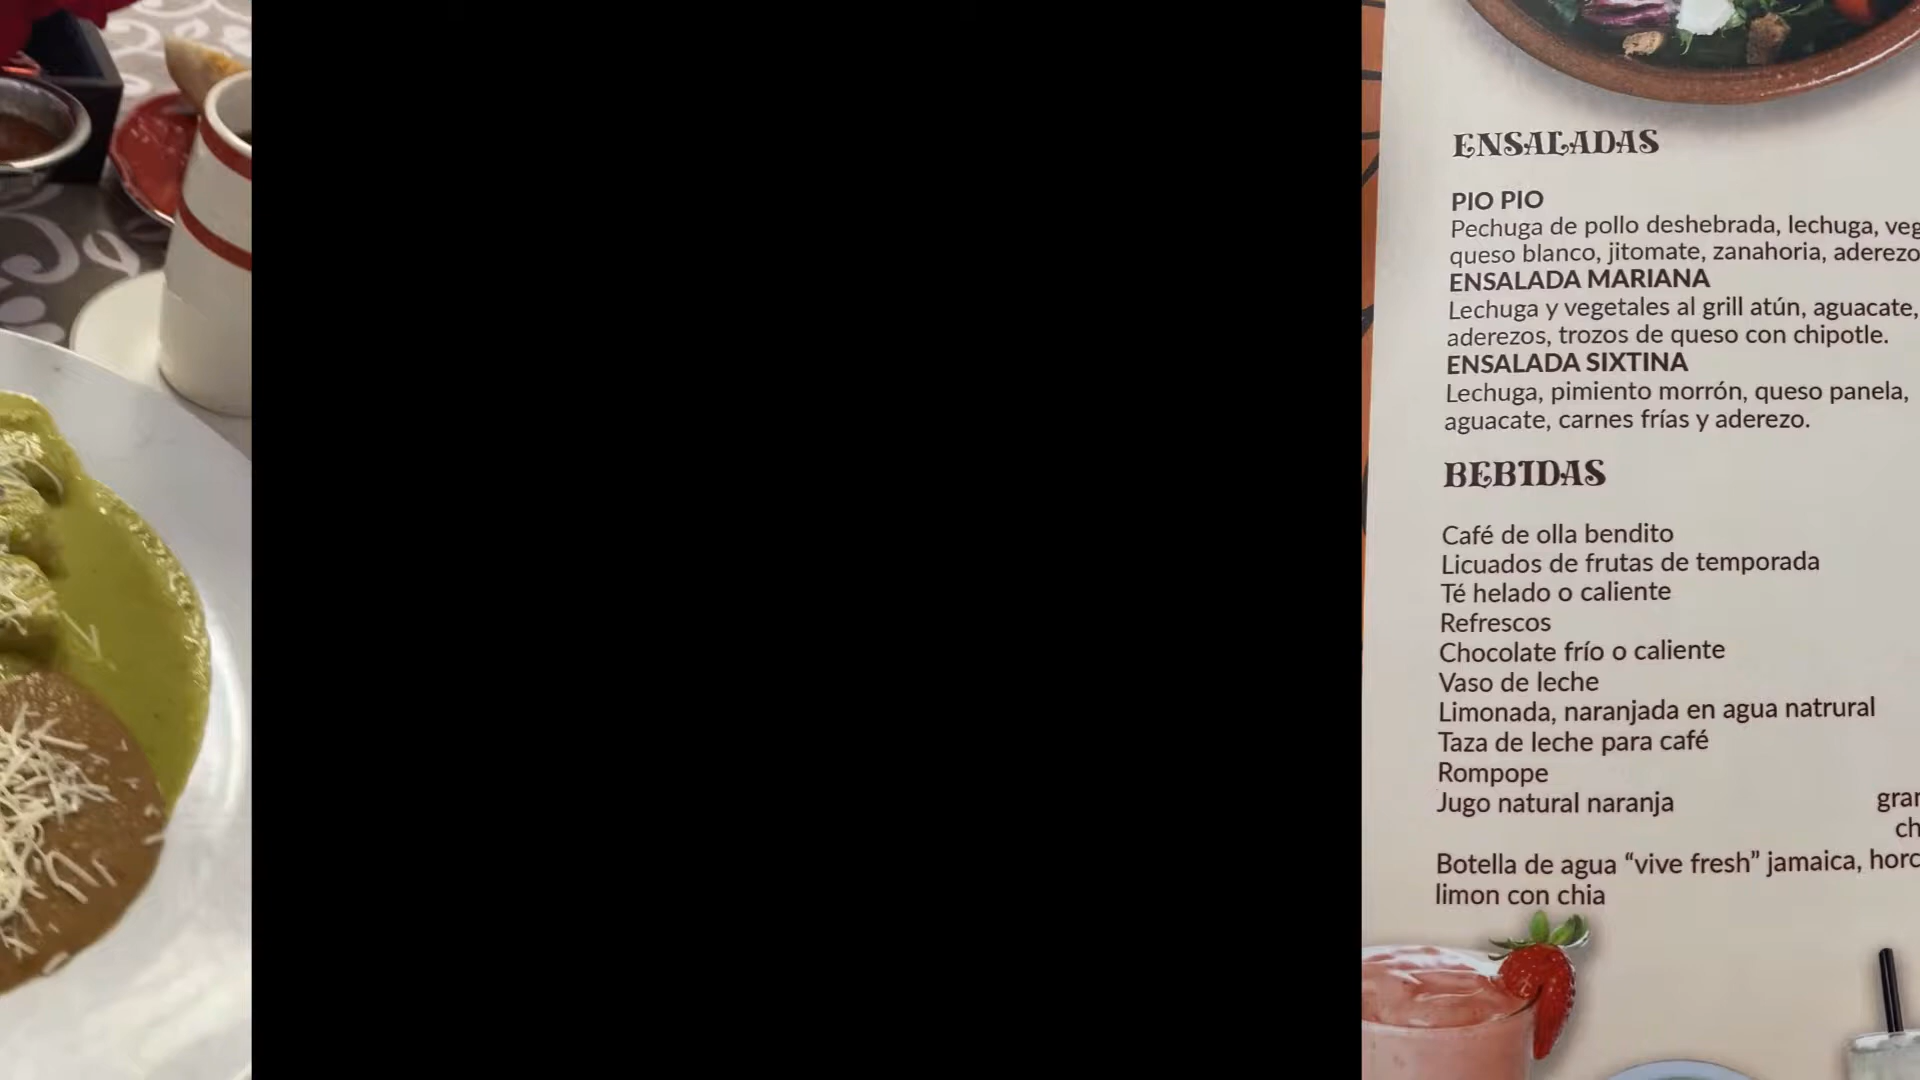 ENSALADAS
PIO PIO
Pechuga de pollo deshebrada, lechuga,
queso blanco, jitomate, zanahoria, aderezo
ENSALADA MARIANA
Lechuga y vegetales al grill atún, aguacate,
aderezos, trozos de queso con chipotle.
ENSALADA SIXTINA
Lechuga, pimiento morrón, queso panela,
aguacate, carnes frías y aderezo.
BEBIDAS
Café de olla bendito
Licuados de frutas de temporada
Té helado o caliente
Refrescos
Chocolate frío o caliente
Vaso de leche
Limonada, naranjada en agua natrural
Taza de leche para café
Rompope
Jugo natural naranja
Botella de agua “vive fresh” jamaica,
limon con chia